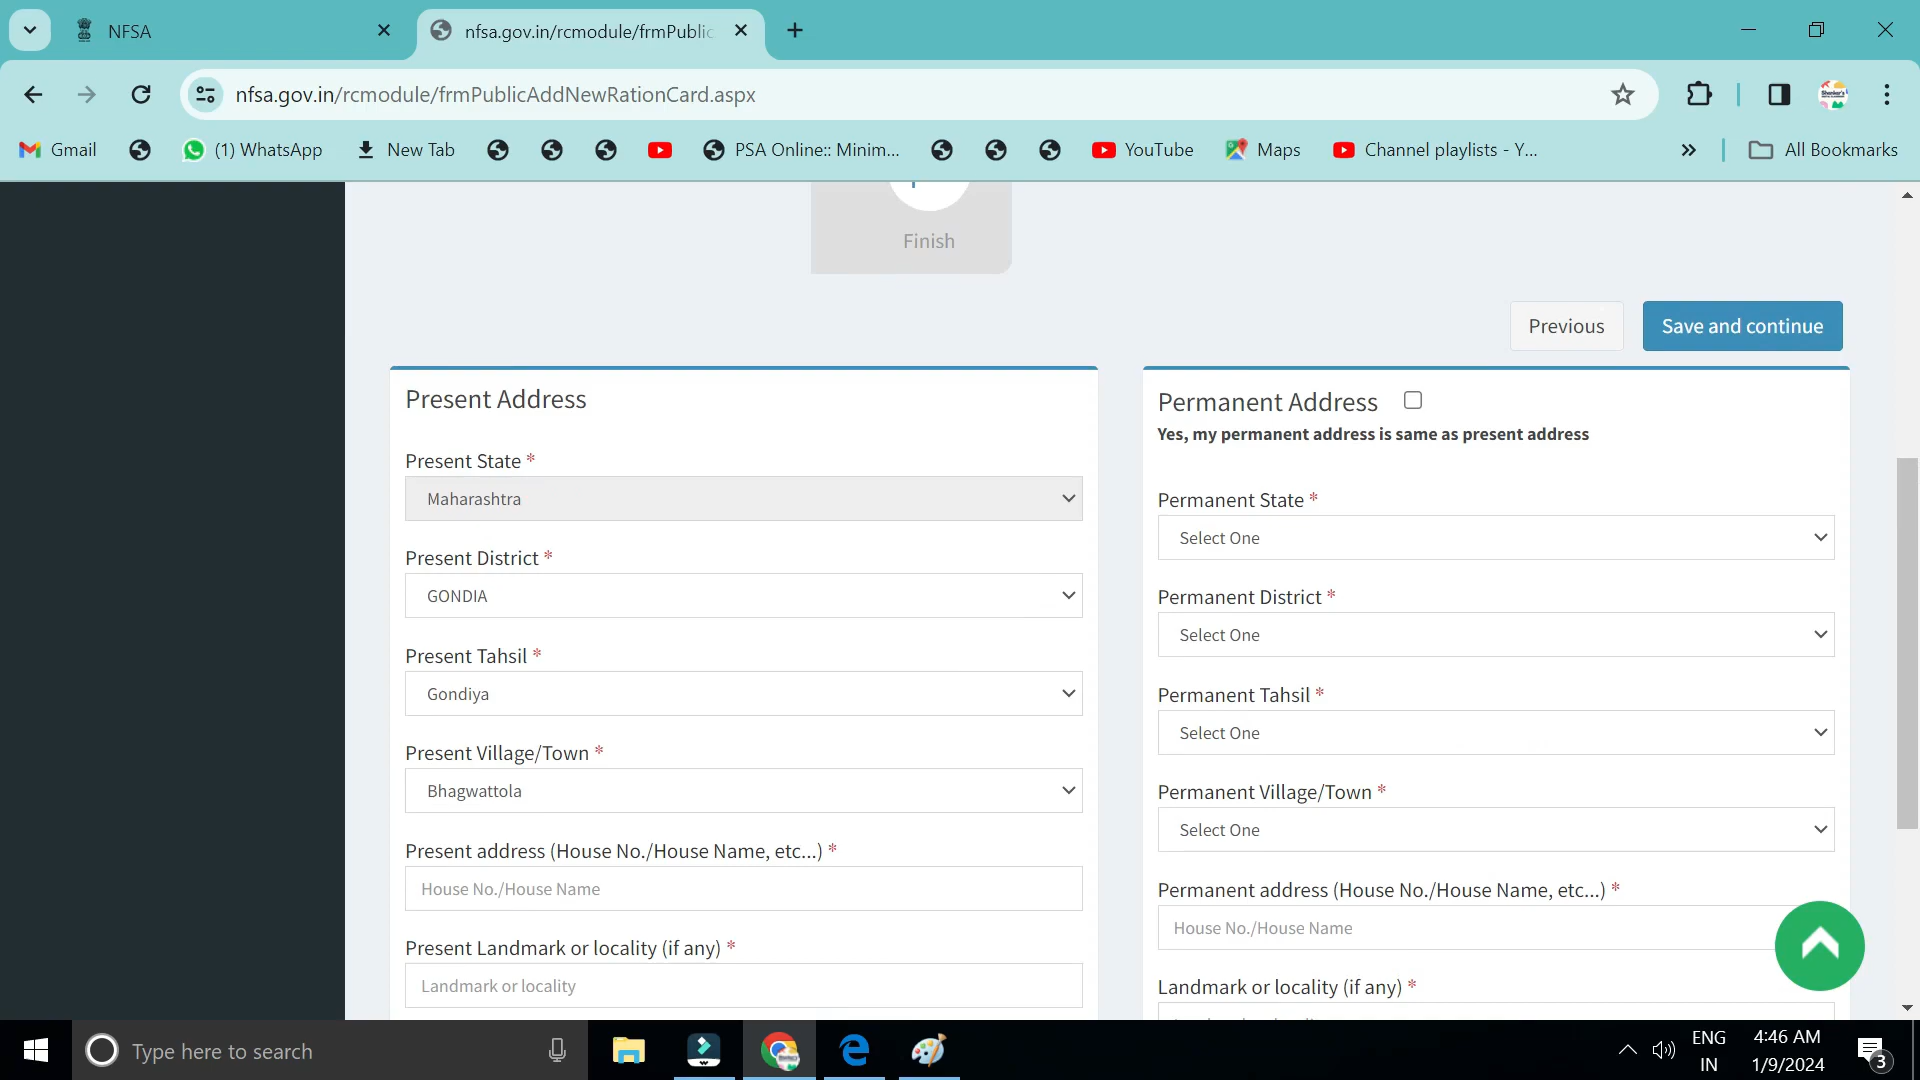 NFSA
nfsa.gov.in/rcmodule/frmPublic
nfsa.gov.in/rcmodule/frmPublicAddNewRationCard.aspx
Gmail
(1) WhatsApp
New Tab
PSA Online:: Minim...
YouTube
Maps
Channel playlists - Y...
All Bookmarks
Finish
Previous
Save and continue
Present Address
Present State *
Maharashtra
Present District *
GONDIA
Present Tahsil *
Gondiya
Present Village/Town *
Bhagwattola
Present address (House No./House Name, etc...) *
House No./House Name
Present Landmark or locality (if any) *
Landmark or locality
Permanent Address
Yes, my permanent address is same as present address
Permanent State *
Select One
Permanent District *
Select One
Permanent Tahsil *
Select One
Permanent Village/Town *
Select One
Permanent address (House No./House Name, etc...) *
House No./House Name
Landmark or locality (if any) *
Type here to search
ENG
IN
4:46 AM
1/9/2024
3